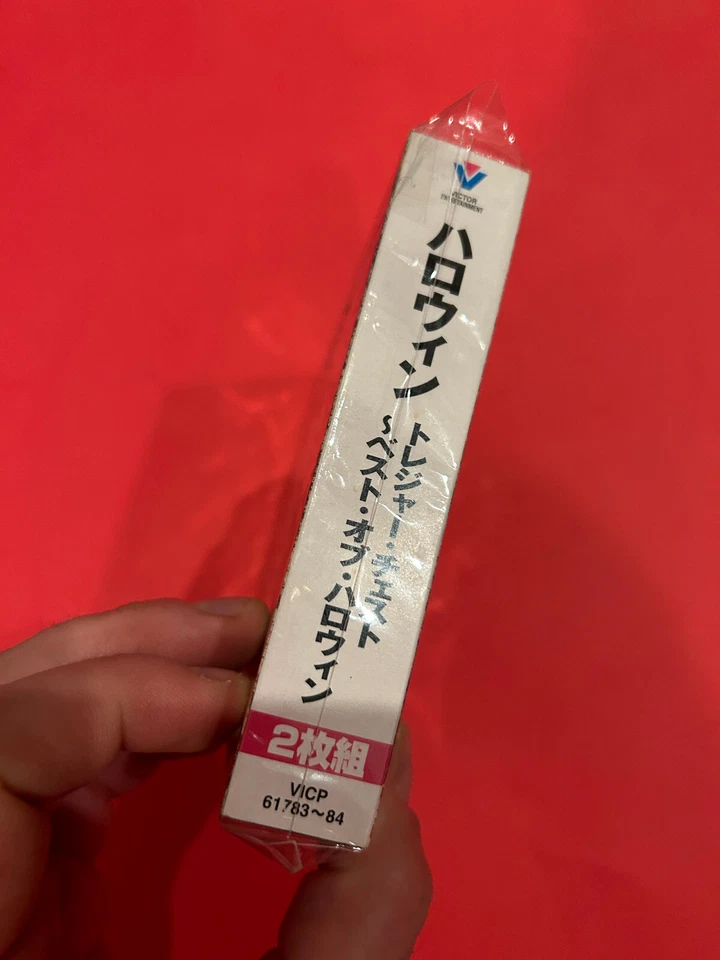 VICTOR
ENTERTAINMENT
ハロウィン
トレジャー・チェスト
～ベスト・オブ・ハロウィン
2枚組
VICP
61783～84